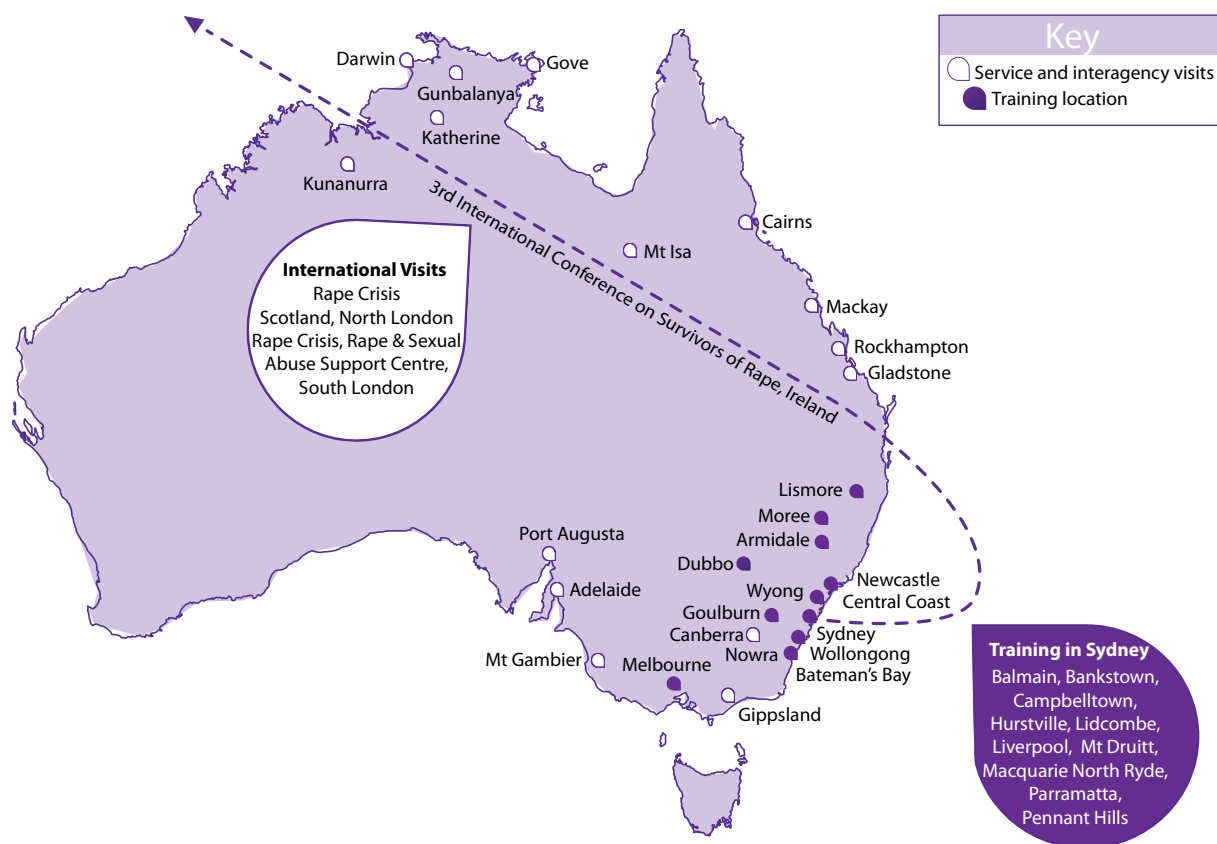 Key
Service and interagency visits
Training location
Darwin
Gove
Gunbalanya
Katherine
Kunanurra
3rd International Conference on Survivors of Rape, Ireland
Cairns
Mt Isa
International Visits
Rape Crisis
Scotland, North London
Rape Crisis, Rape & Sexual
Abuse Support Centre,
South London
Mackay
Rockhampton
Gladstone
Lismore
Moree
Armidale
Port Augusta
Dubbo
Adelaide
Wyong
Newcastle
Central Coast
Goulburn
Canberra
Sydney
Nowra
Wollongong
Mt Gambier
Melbourne
Bateman's Bay
Gippsland
Training in Sydney
Balmain, Bankstown,
Campbelltown,
Hurstville, Lidcombe,
Liverpool, Mt Druitt,
Macquarie North Ryde,
Parramatta,
Pennant Hills